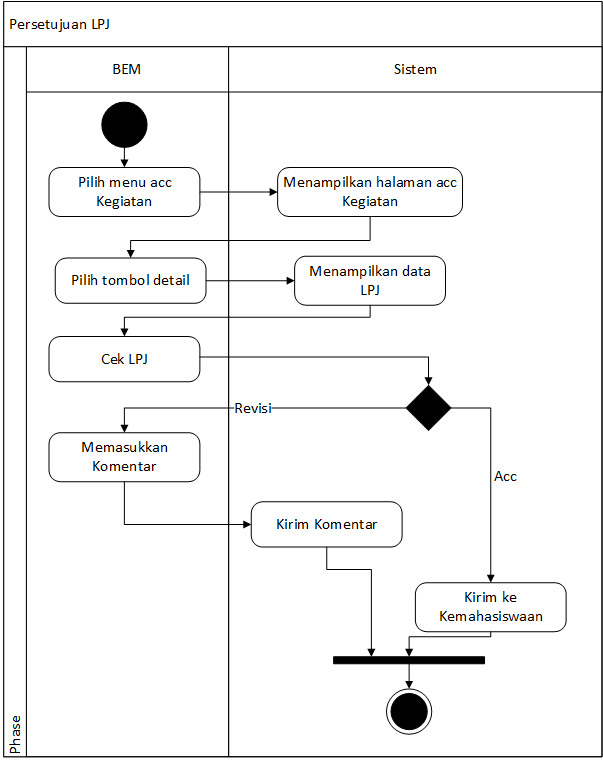 Persetujuan LPJ
BEM
Sistem
Pilih menu acc
Kegiatan
Menampilkan halaman acc
Kegiatan
Pilih tombol detail
Menampilkan data
LPJ
Cek LPJ
Revisi
Memasukkan
Komentar
Acc
Kirim Komentar
Kirim ke
Kemahasiswaan
Phase